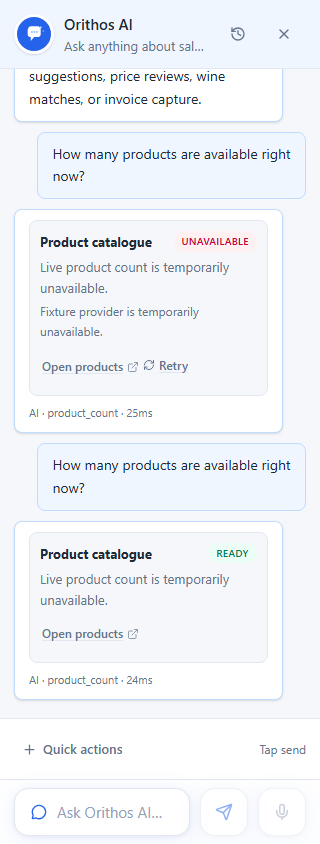 Orithos AI
Ask anything about sal...
suggestions, price reviews, wine
matches, or invoice capture.
How many products are available right
now?
Product catalogue
UNAVAILABLE
Live product count is temporarily
unavailable.
Fixture provider is temporarily
unavailable.
Open products
Retry
AI · product_count · 25ms
How many products are available right
now?
Product catalogue
READY
Live product count is temporarily
unavailable.
Open products
AI · product_count · 24ms
Quick actions
Tap send
Ask Orithos AI...